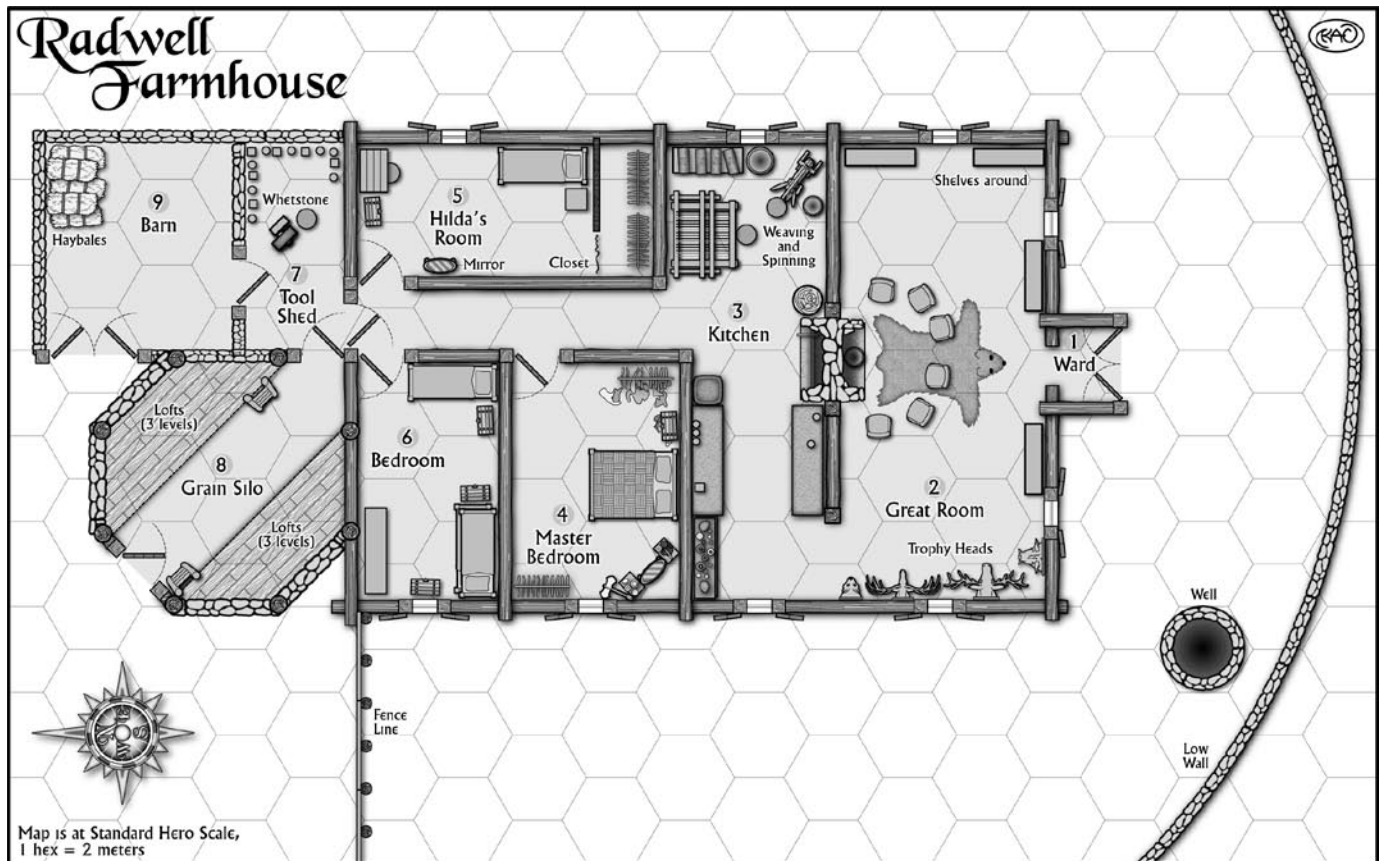 Radwell
Farmhouse
KAC
9
Barn
Haybales
Whetstone
7
Tool
Shed
5
Hilda's
Room
Mirror
Closet
Weaving
and
Spinning
3
Kitchen
Shelves around
1
Ward
Lofts
(3 levels)
8
Grain Silo
Lofts
(3 levels)
6
Bedroom
4
Master
Bedroom
2
Great Room
Trophy Heads
Well
Fence
Line
Low
Wall
Map is at Standard Hero Scale,
1 hex = 2 meters